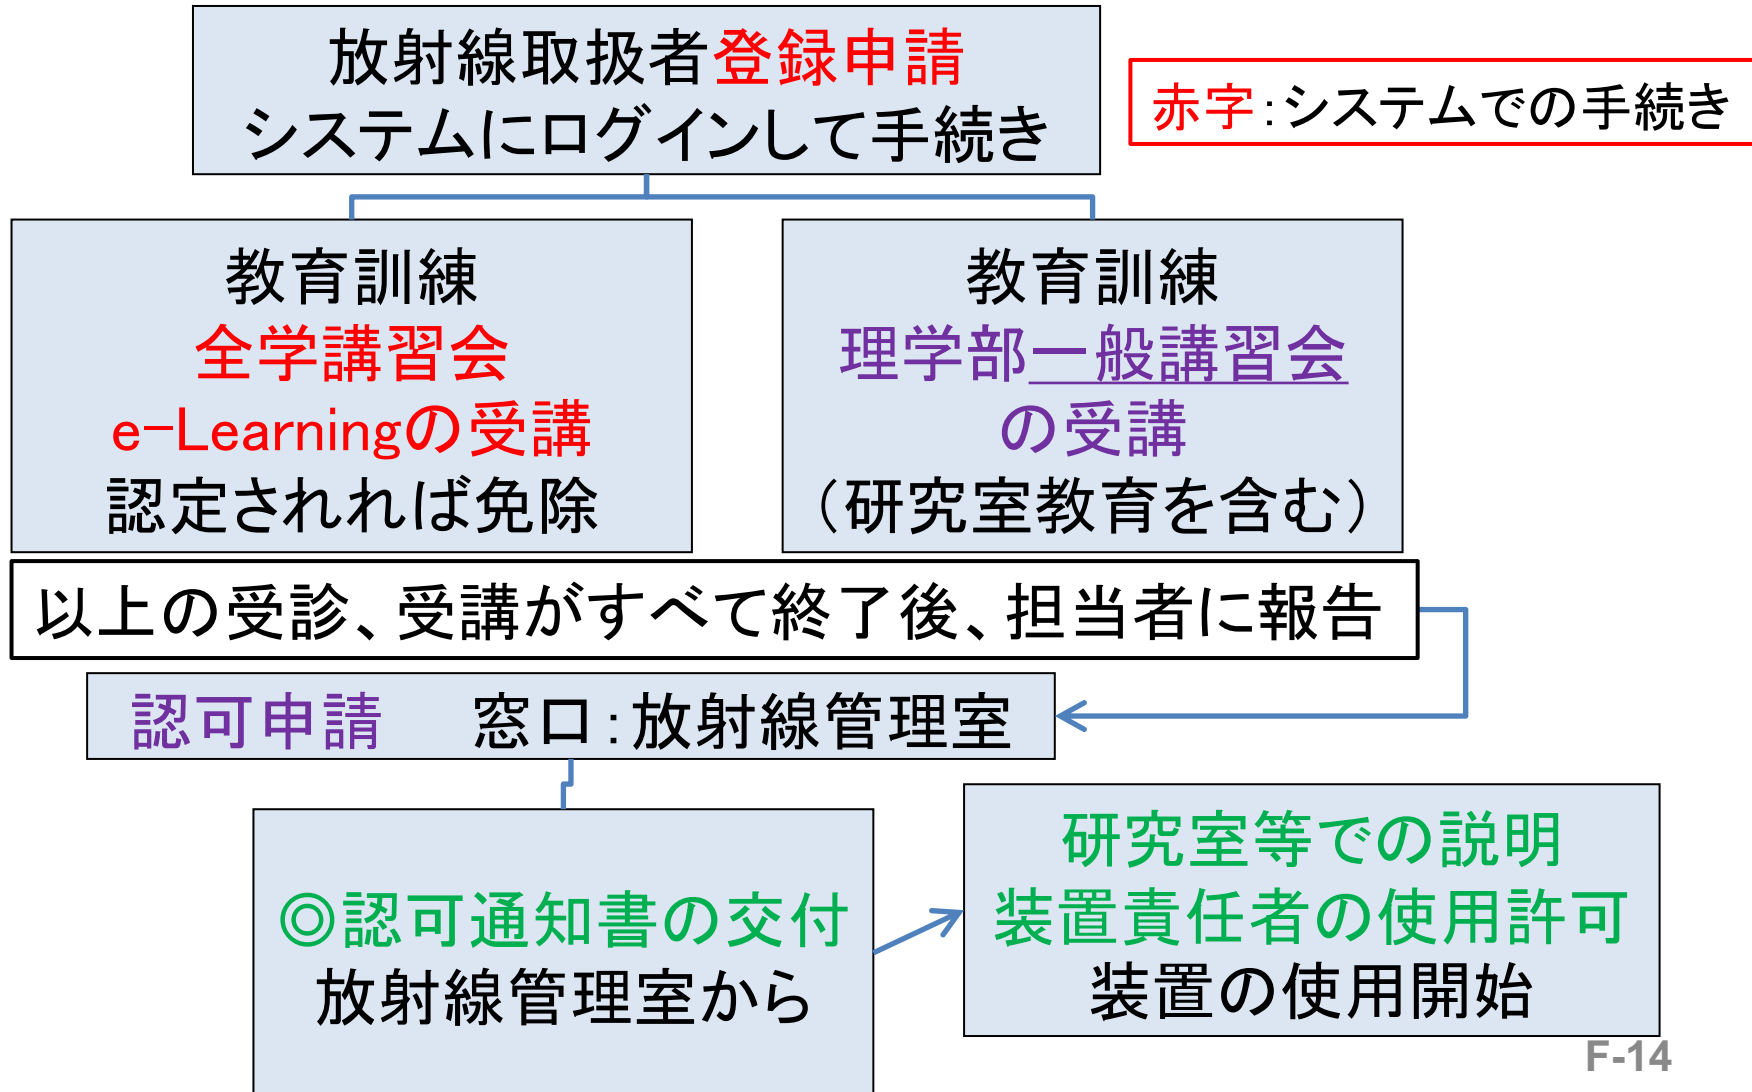 放射線取扱者登録申請
システムにログインして手続き
赤字：システムでの手続き
教育訓練
全学講習会
e-Learningの受講
認定されれば免除
教育訓練
理学部一般講習会
の受講
（研究室教育を含む）
以上の受診、受講がすべて終了後、担当者に報告
認可申請　窓口：放射線管理室
◎認可通知書の交付
放射線管理室から
研究室等での説明
装置責任者の使用許可
装置の使用開始
F-14